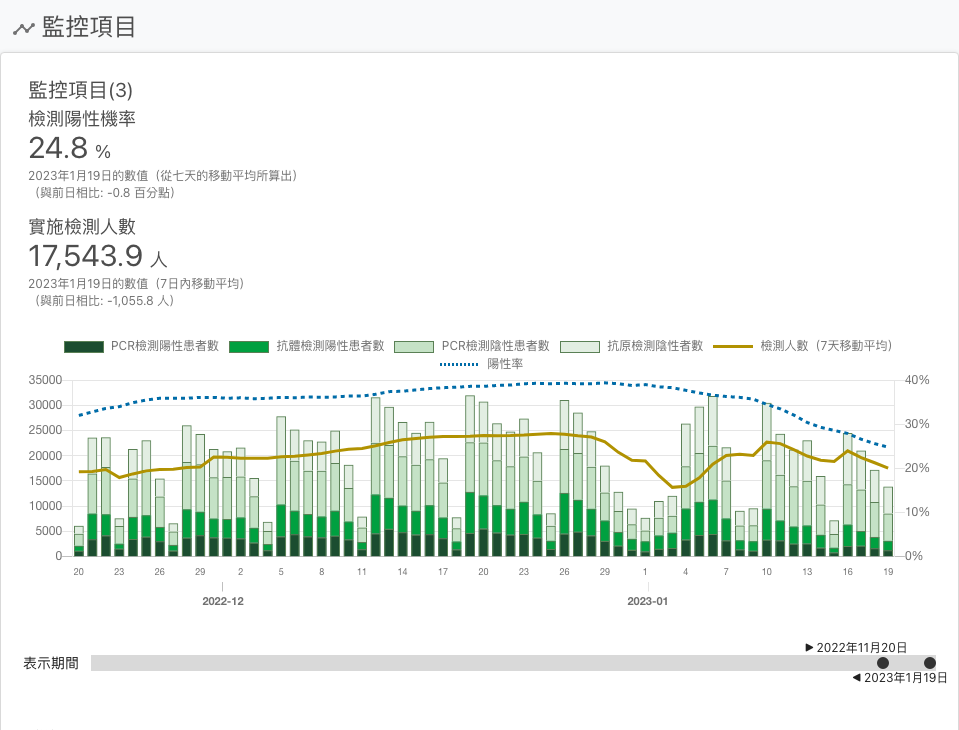 監控項目
監控項目(3)
檢測陽性機率
24.8 %
2023年1月19日的數值（從七天的移動平均所算出）
（與前日相比: -0.8 百分點）
實施檢測人數
17,543.9 人
2023年1月19日的數值（7日內移動平均）
（與前日相比: -1,055.8 人）
PCR檢測陽性患者數 抗體檢測陽性患者數 PCR檢測陰性患者數 抗原檢測陰性者數 檢測人數（7天移動平均）
陽性率
35000 40%
30000
25000 30%
20000 20%
15000
10000 10%
5000
0 0%
20 23 26 29 2 5 8 11 14 17 20 23 26 29 1 4 7 10 13 16 19
2022-12 2023-01
▶ 2022年11月20日
表示期間
◀ 2023年1月19日